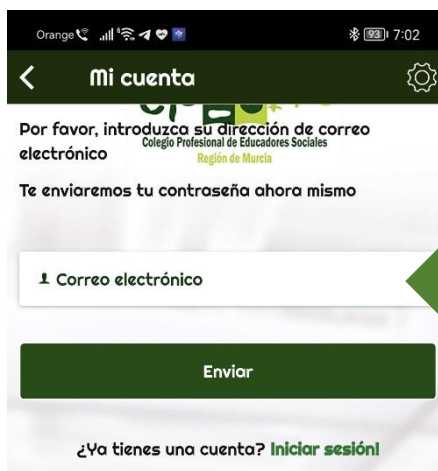 Orange 93 7:02
Mi cuenta
Por favor, introduzca su dirección de correo
electrónico
Colegio Profesional de Educadores Sociales
Región de Murcia
Te enviaremos tu contraseña ahora mismo
Correo electrónico
Enviar
¿Ya tienes una cuenta? Iniciar sesión!